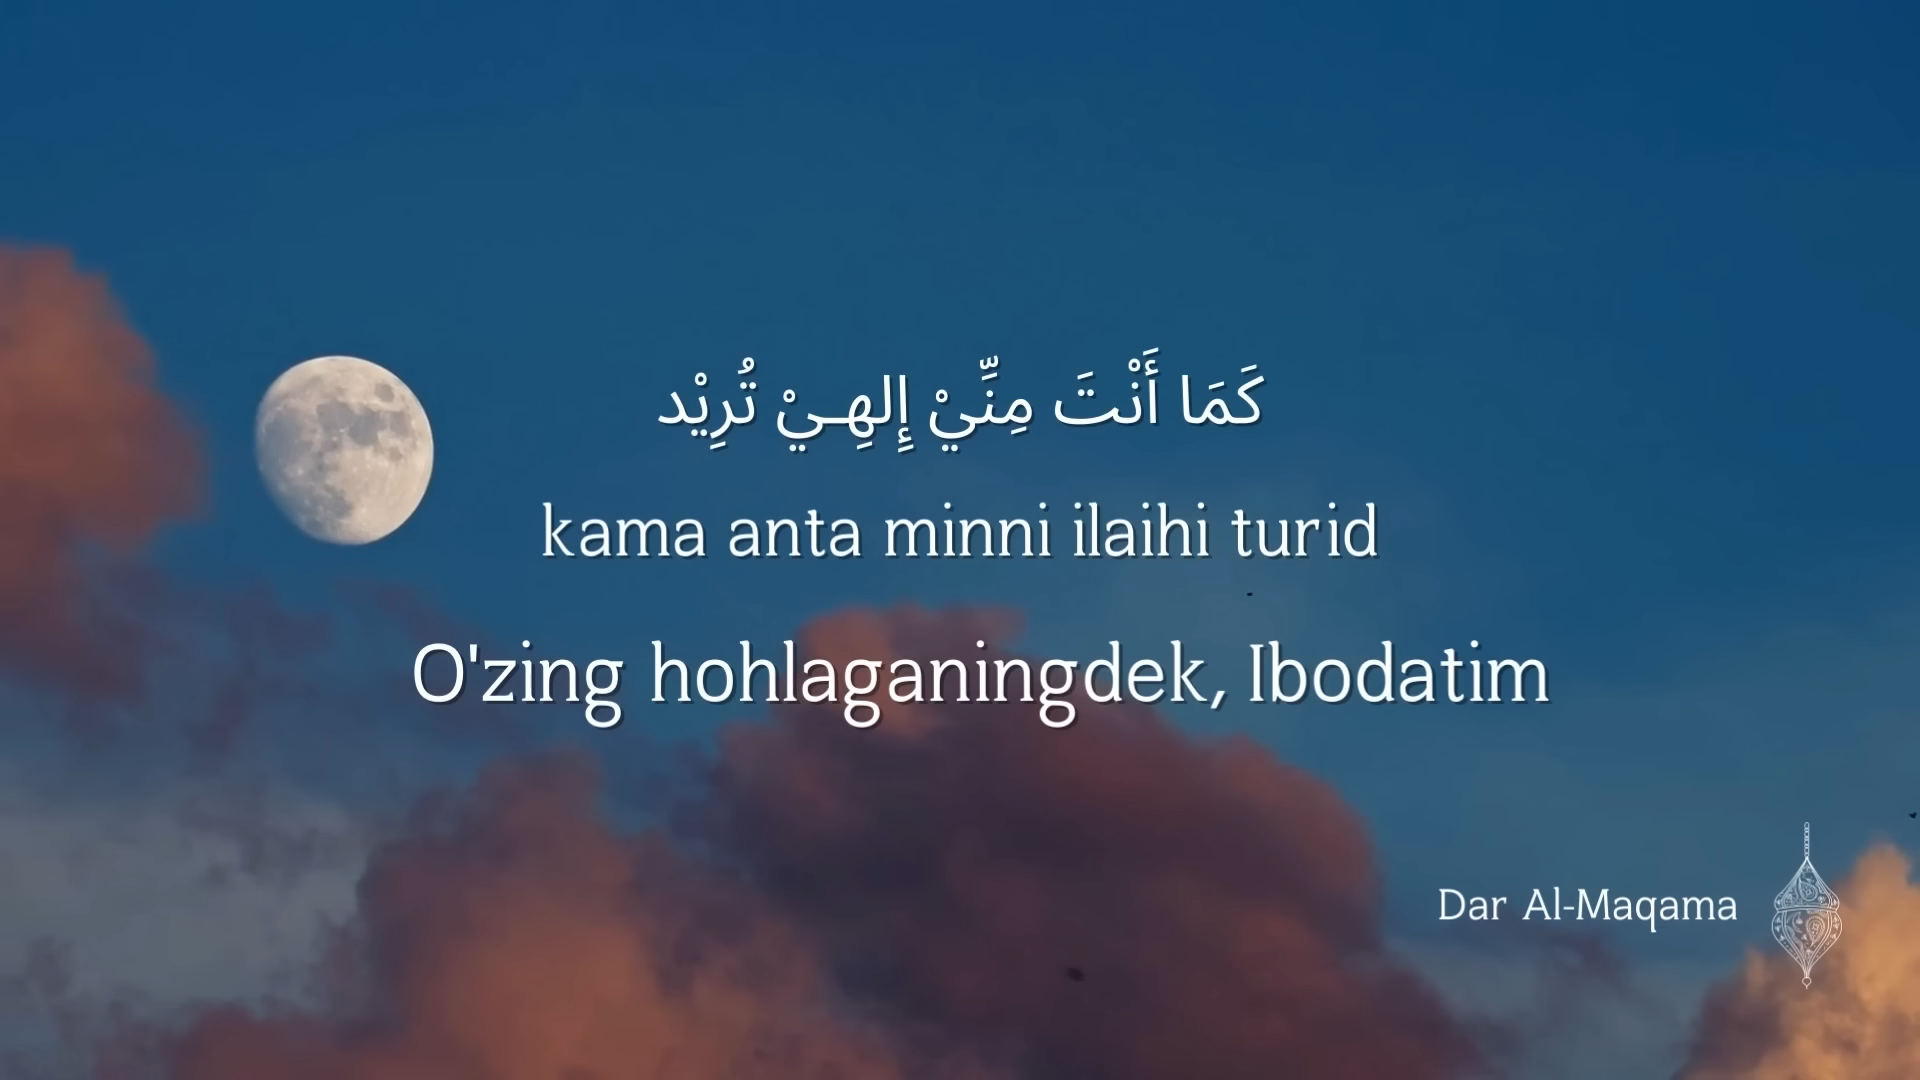 كَمَا أَنْتَ مِنِّيْ إِلهِـيْ تُرِيْد
kama anta minni ilaihi turid
O'zing hohlaganingdek, Ibodatim
Dar Al-Maqama